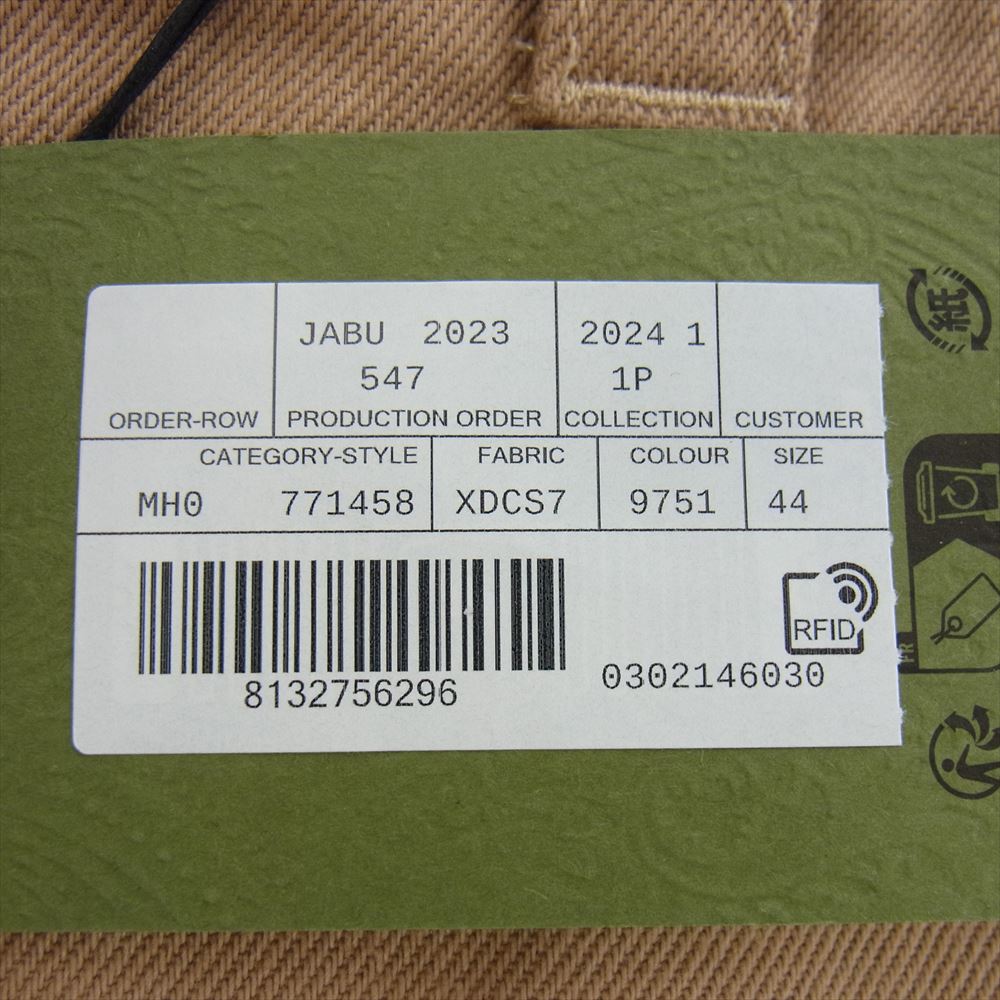 JABU 2023 2024 1
547 1P
ORDER-ROW PRODUCTION ORDER COLLECTION CUSTOMER
CATEGORY-STYLE FABRIC COLOUR SIZE
MH0 771458 XDCS7 9751 44
RFID
8132756296 0302146030
紙
FR